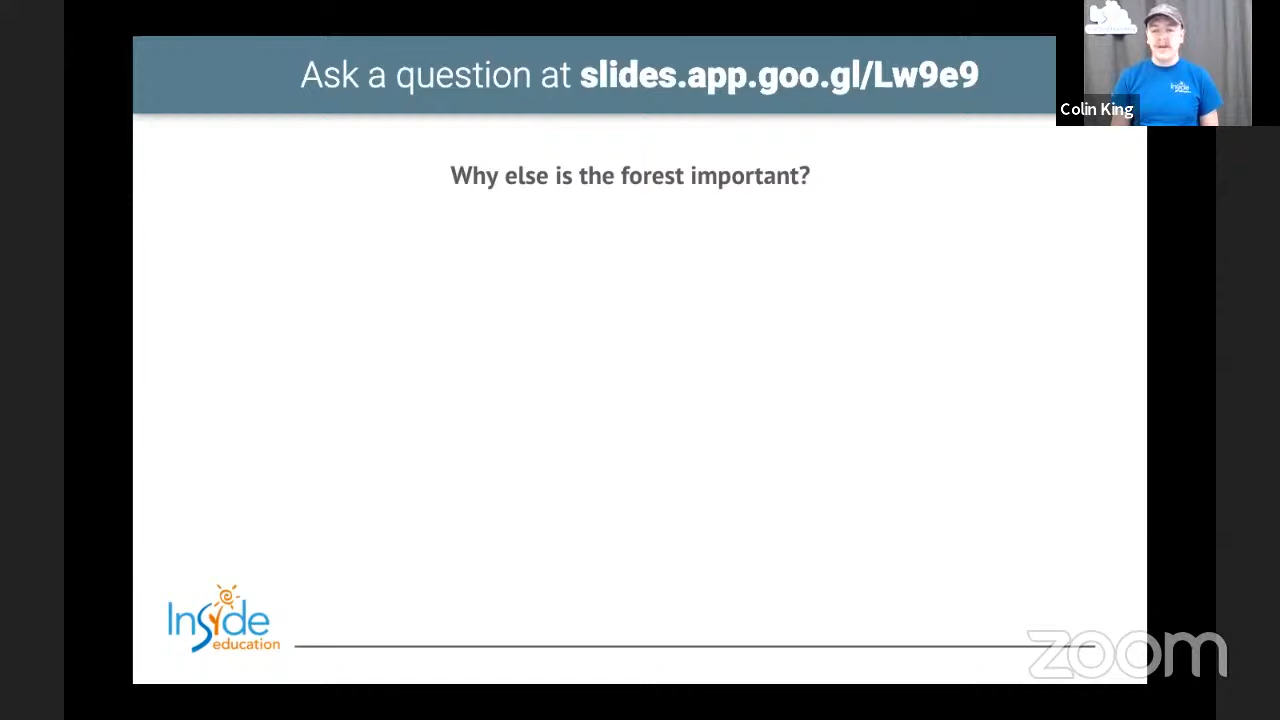 Ask a question at slides.app.goo.gl/Lw9e9
Colin King
Why else is the forest important?
Inside
education
zoom